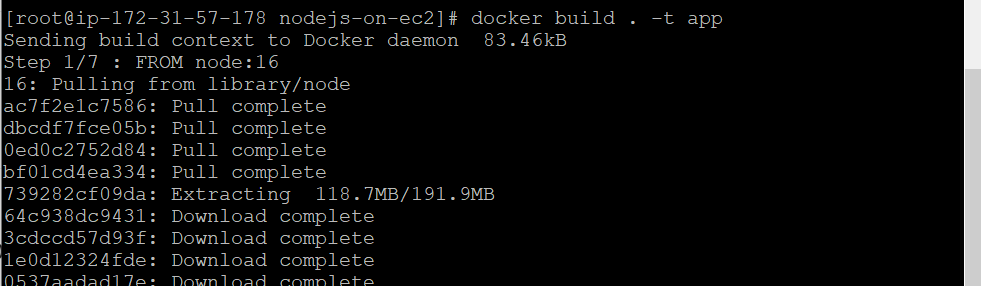 [root@ip-172-31-57-178 nodejs-on-ec2]# docker build . -t app
Sending build context to Docker daemon  83.46kB
Step 1/7 : FROM node:16
16: Pulling from library/node
ac7f2e1c7586: Pull complete
dbcdf7fce05b: Pull complete
0ed0c2752d84: Pull complete
bf01cd4ea334: Pull complete
739282cf09da: Extracting  118.7MB/191.9MB
64c938dc9431: Download complete
3cdccd57d93f: Download complete
1e0d12324fde: Download complete
0537aadad17e: Download complete